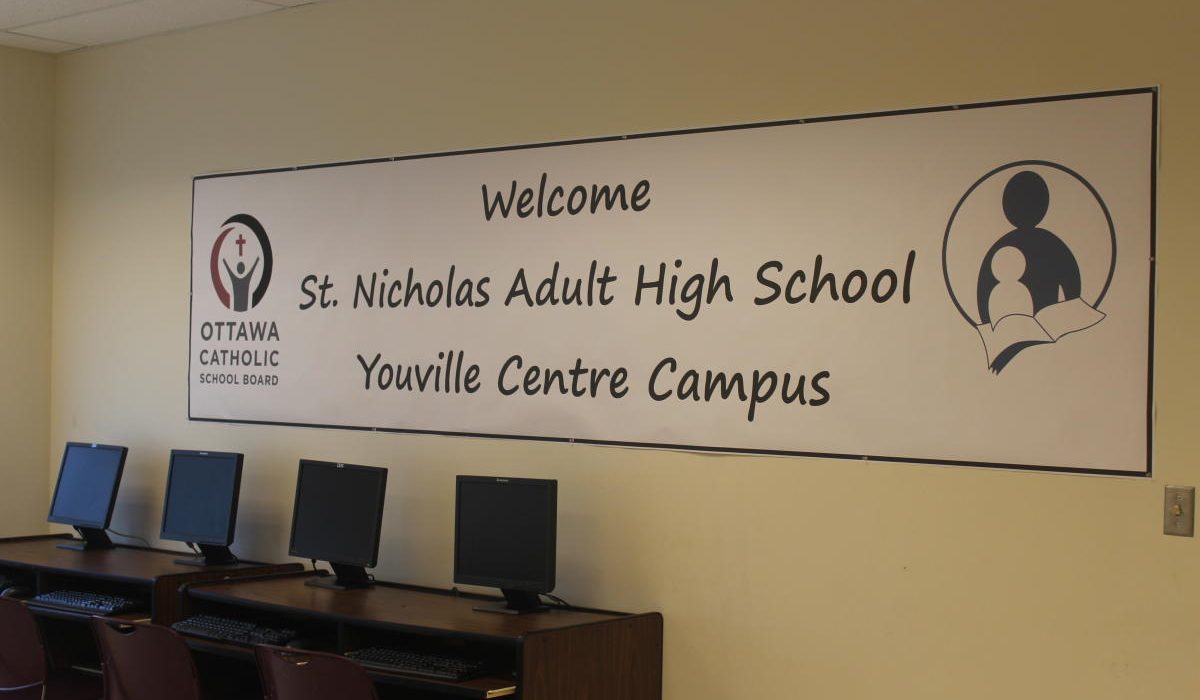 Welcome
St. Nicholas Adult High School
Youville Centre Campus
OTTAWA
CATHOLIC
SCHOOL BOARD